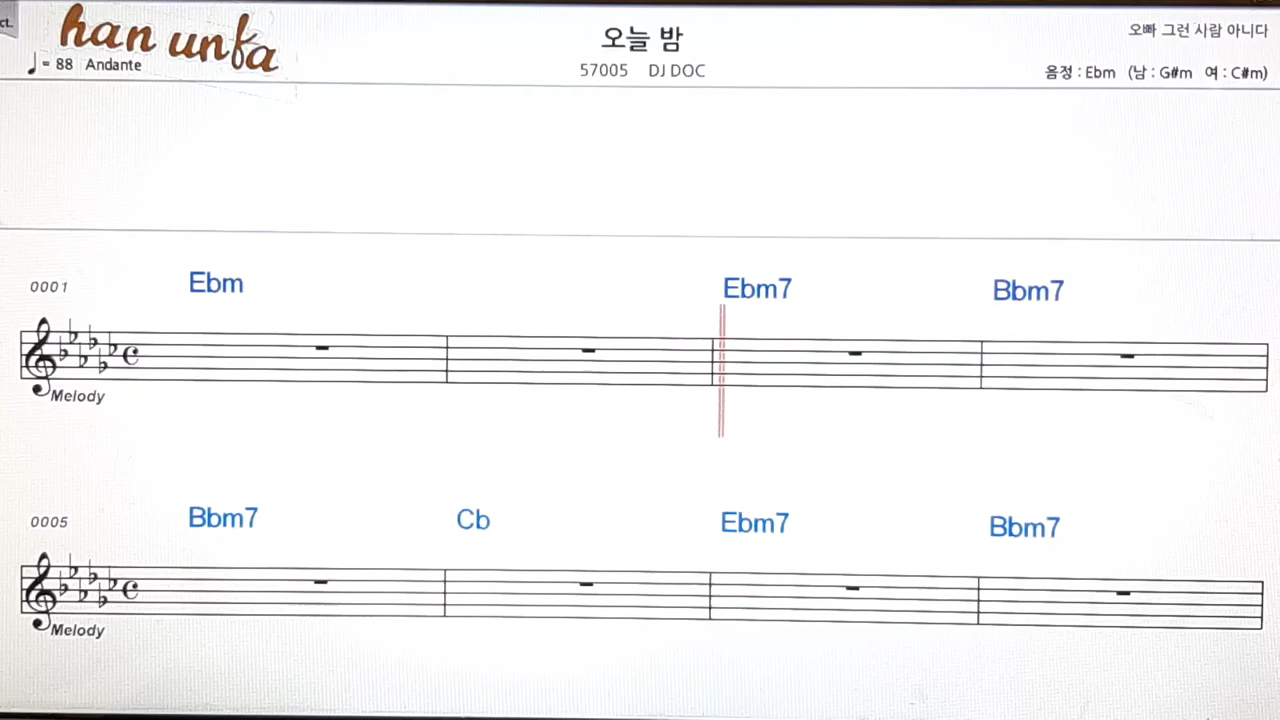 ct.
han unfa
오늘 밤
오빠 그런 사람 아니다
♩ = 88 Andante
57005 DJ DOC
음정 : Ebm (남 : G#m 여 : C#m)
0001 Ebm Ebm7 Bbm7
Melody
0005 Bbm7 Cb Ebm7 Bbm7
Melody